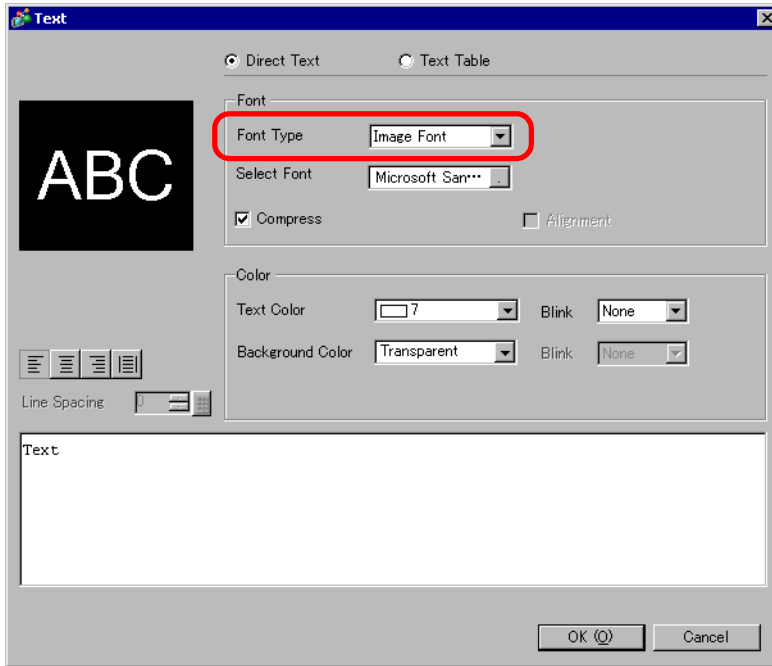 Text
Direct Text Text Table
Font
Font Type Image Font
ABC
Select Font Microsoft San···
Compress Alignment
Color
Text Color 7 Blink None
Background Color Transparent Blink None
Line Spacing 0
Text
OK (O) Cancel